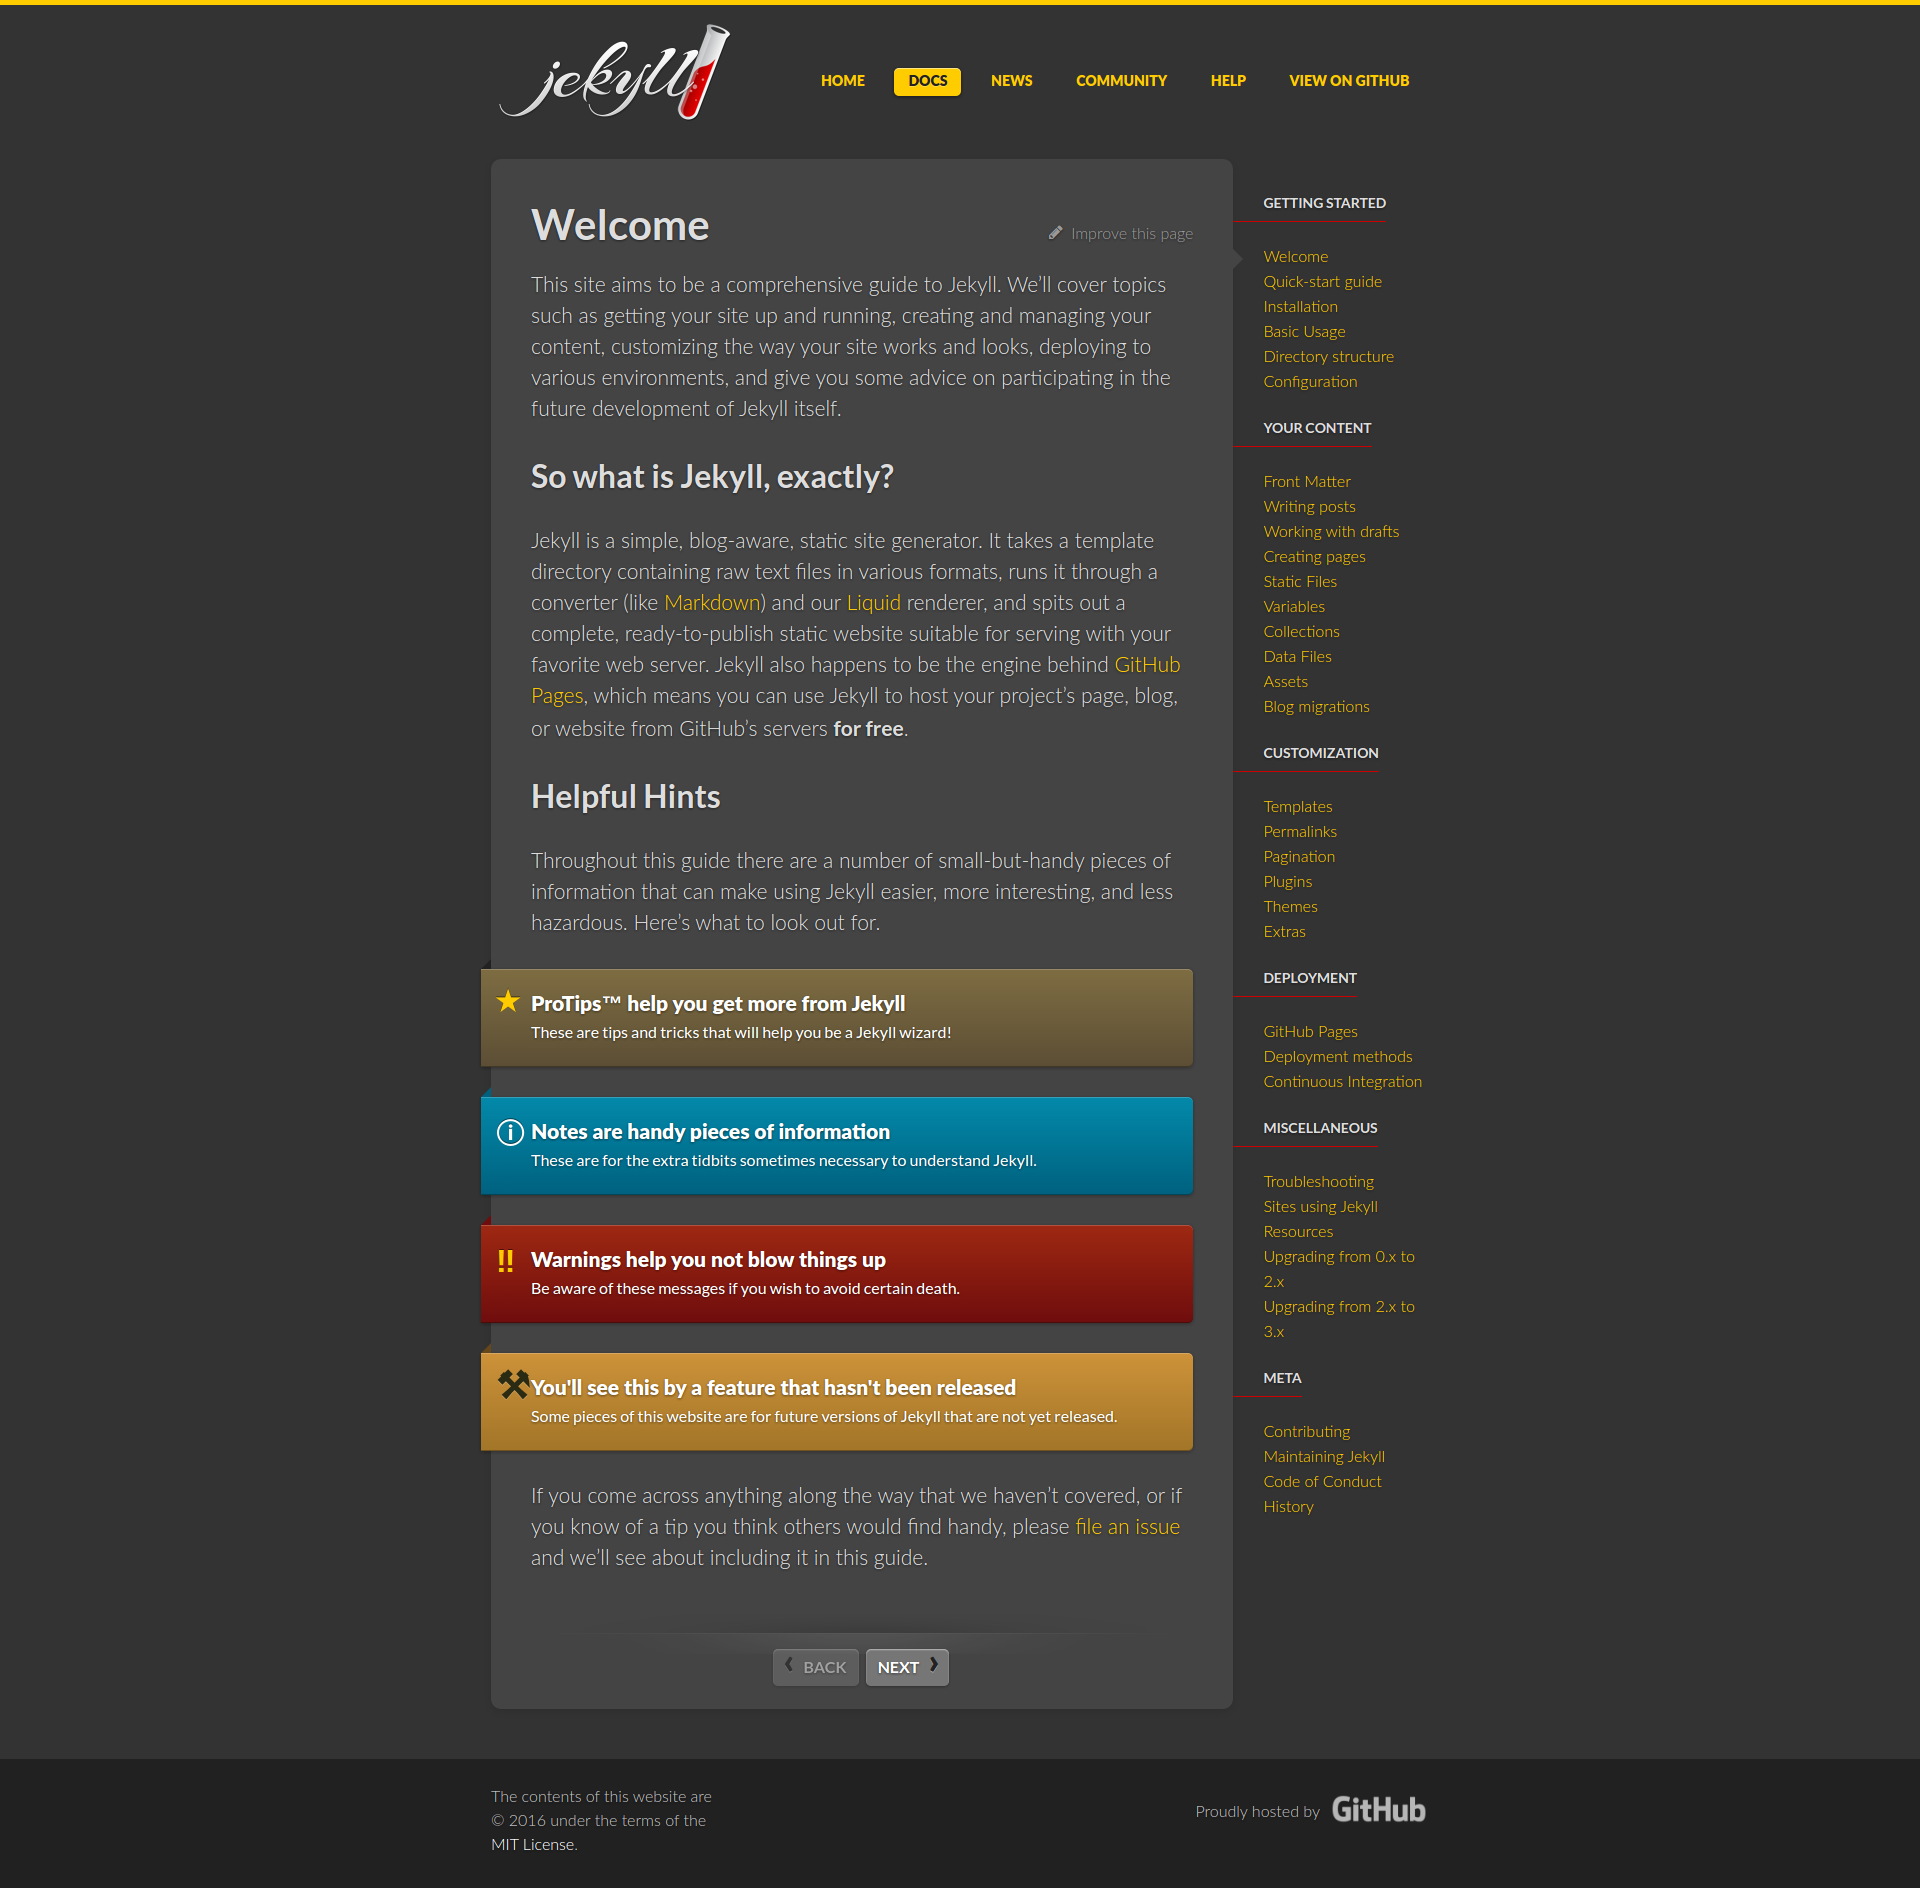 jekyll
HOME
DOCS
NEWS
COMMUNITY
HELP
VIEW ON GITHUB
Welcome
Improve this page
This site aims to be a comprehensive guide to Jekyll. We’ll cover topics
such as getting your site up and running, creating and managing your
content, customizing the way your site works and looks, deploying to
various environments, and give you some advice on participating in the
future development of Jekyll itself.
So what is Jekyll, exactly?
Jekyll is a simple, blog-aware, static site generator. It takes a template
directory containing raw text files in various formats, runs it through a
converter (like Markdown) and our Liquid renderer, and spits out a
complete, ready-to-publish static website suitable for serving with your
favorite web server. Jekyll also happens to be the engine behind GitHub
Pages, which means you can use Jekyll to host your project’s page, blog,
or website from GitHub’s servers for free.
Helpful Hints
Throughout this guide there are a number of small-but-handy pieces of
information that can make using Jekyll easier, more interesting, and less
hazardous. Here’s what to look out for.
ProTips™ help you get more from Jekyll
These are tips and tricks that will help you be a Jekyll wizard!
Notes are handy pieces of information
These are for the extra tidbits sometimes necessary to understand Jekyll.
Warnings help you not blow things up
Be aware of these messages if you wish to avoid certain death.
You'll see this by a feature that hasn't been released
Some pieces of this website are for future versions of Jekyll that are not yet released.
If you come across anything along the way that we haven’t covered, or if
you know of a tip you think others would find handy, please file an issue
and we’ll see about including it in this guide.
BACK
NEXT
GETTING STARTED
Welcome
Quick-start guide
Installation
Basic Usage
Directory structure
Configuration
YOUR CONTENT
Front Matter
Writing posts
Working with drafts
Creating pages
Static Files
Variables
Collections
Data Files
Assets
Blog migrations
CUSTOMIZATION
Templates
Permalinks
Pagination
Plugins
Themes
Extras
DEPLOYMENT
GitHub Pages
Deployment methods
Continuous Integration
MISCELLANEOUS
Troubleshooting
Sites using Jekyll
Resources
Upgrading from 0.x to
2.x
Upgrading from 2.x to
3.x
META
Contributing
Maintaining Jekyll
Code of Conduct
History
The contents of this website are
© 2016 under the terms of the
MIT License.
Proudly hosted by GitHub